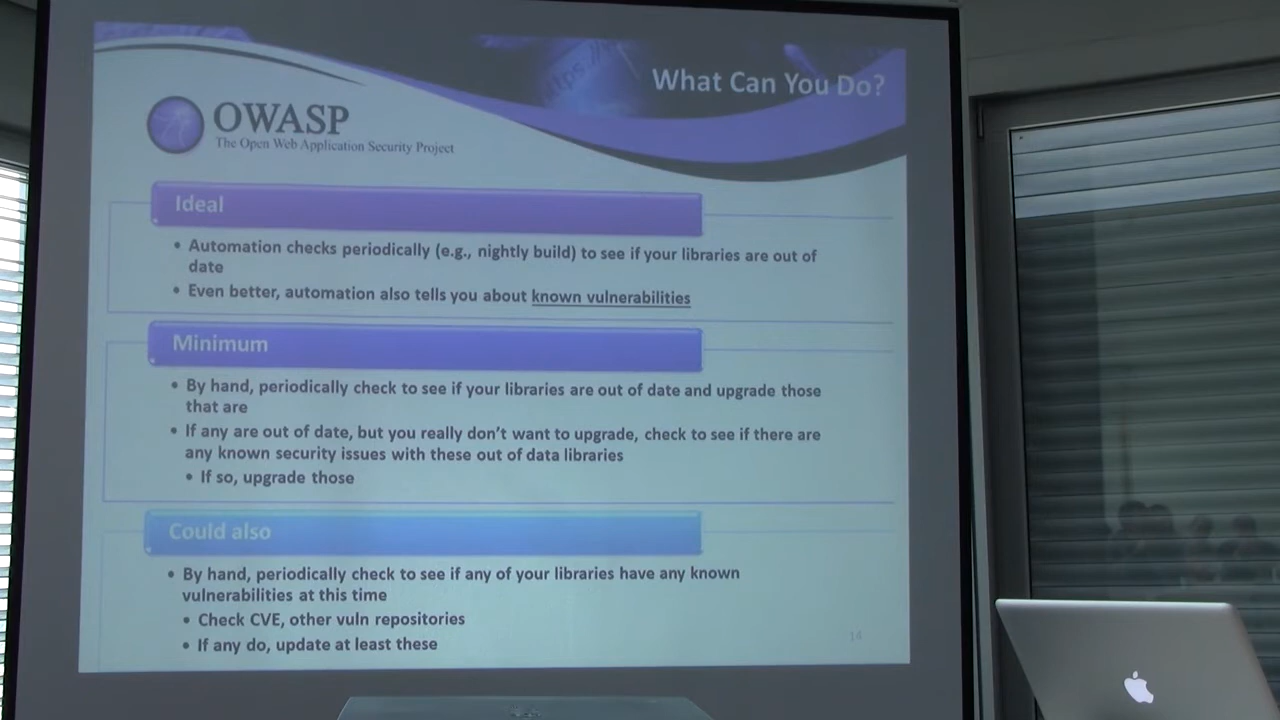 https://
What Can You Do?
OWASP
The Open Web Application Security Project
Ideal
• Automation checks periodically (e.g., nightly build) to see if your libraries are out of
date
• Even better, automation also tells you about known vulnerabilities
Minimum
• By hand, periodically check to see if your libraries are out of date and upgrade those
that are
• If any are out of date, but you really don't want to upgrade, check to see if there are
any known security issues with these out of data libraries
• If so, upgrade those
Could also
• By hand, periodically check to see if any of your libraries have any known
vulnerabilities at this time
• Check CVE, other vuln repositories
• If any do, update at least these
14